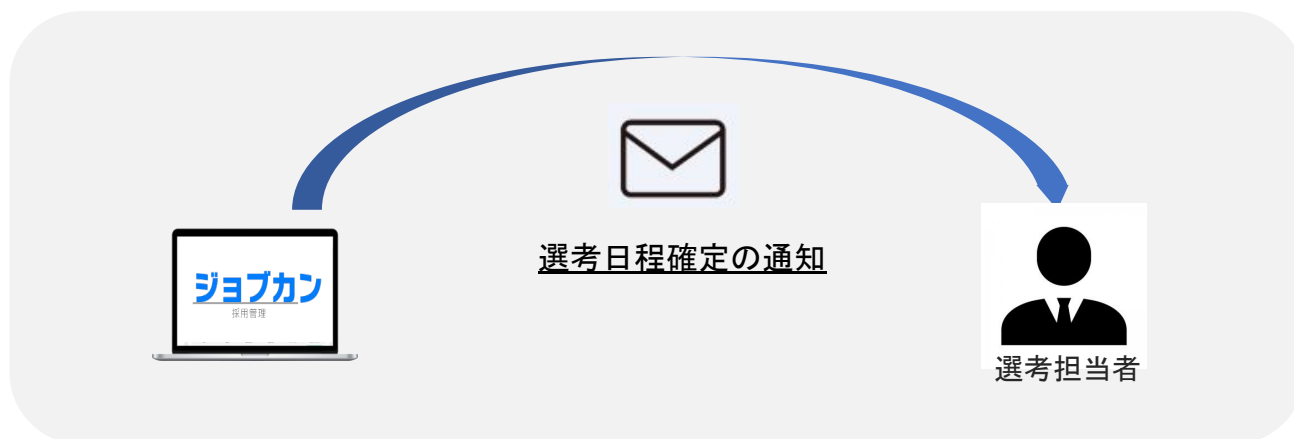 選考日程確定の通知
ジョブカン
採用管理
選考担当者